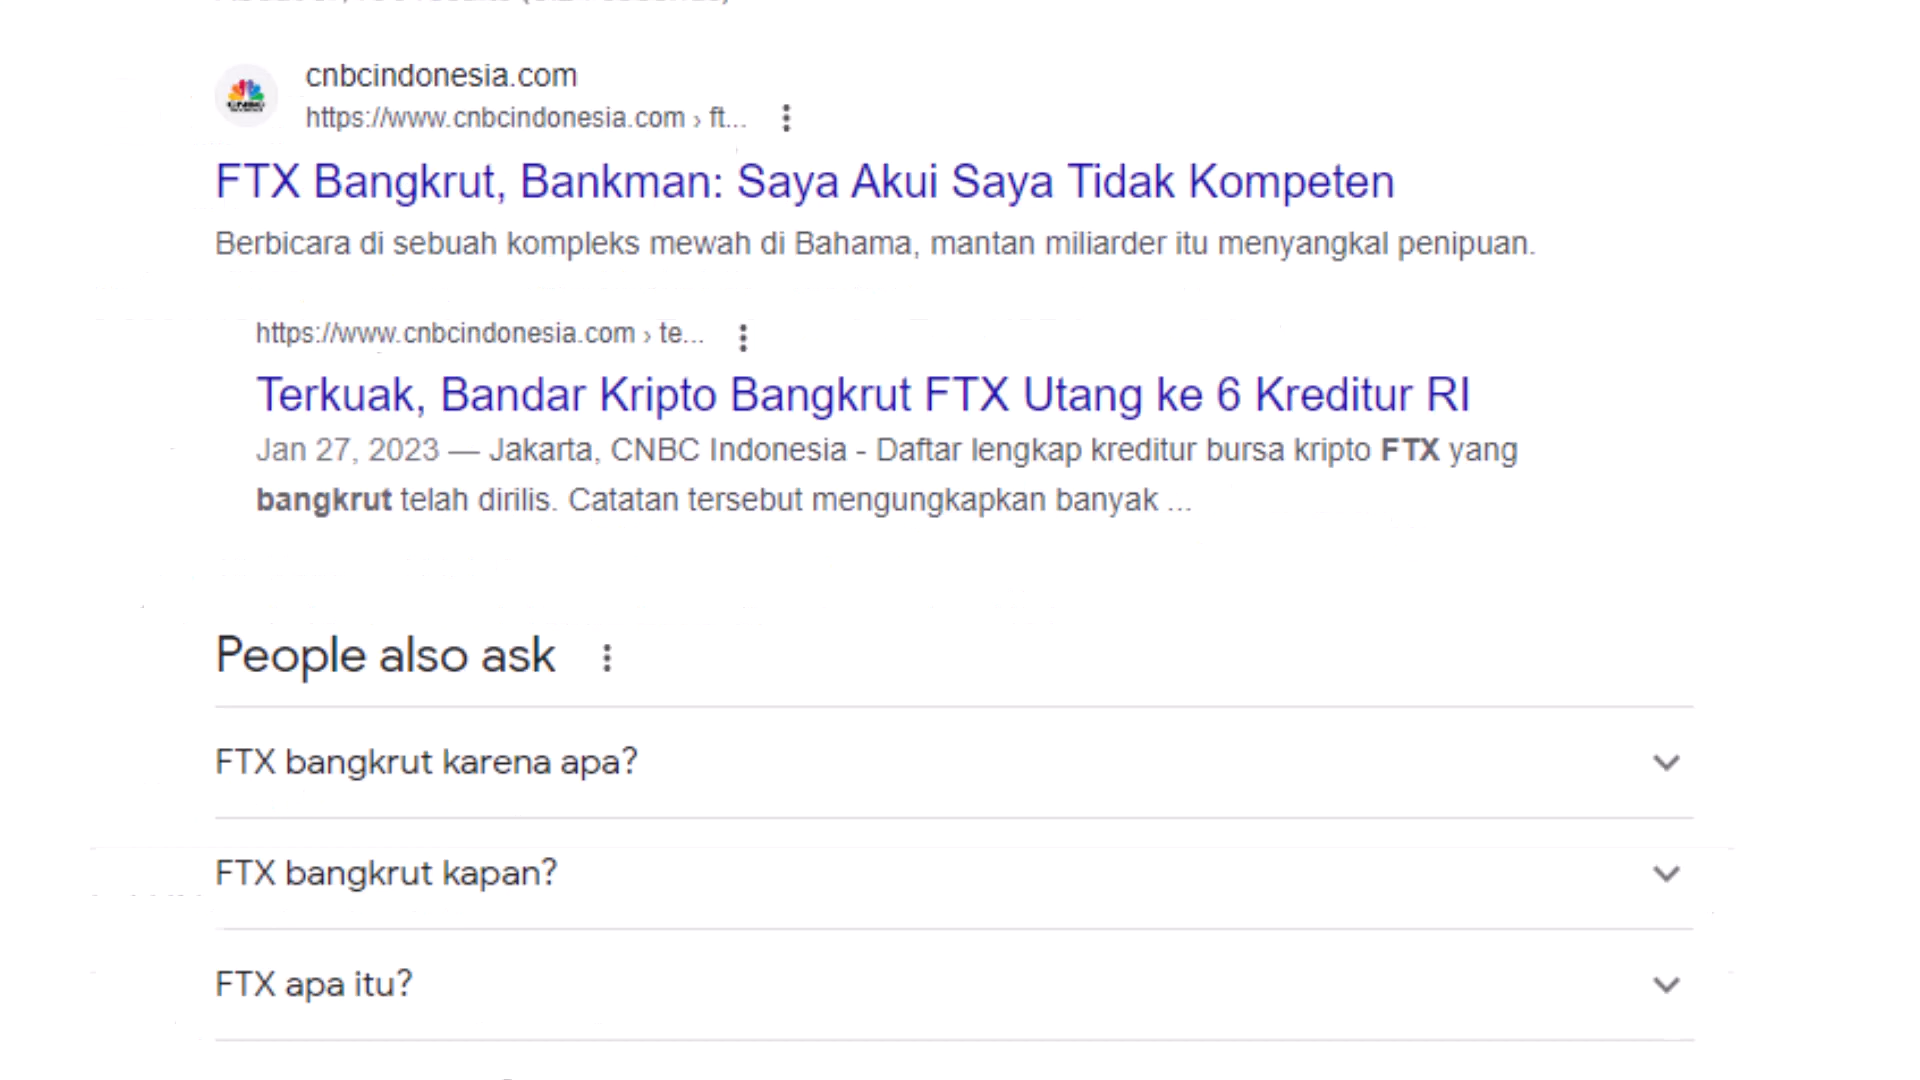 cnbcindonesia.com
https://www.cnbcindonesia.com › ft...
FTX Bangkrut, Bankman: Saya Akui Saya Tidak Kompeten
Berbicara di sebuah kompleks mewah di Bahama, mantan miliarder itu menyangkal penipuan.
https://www.cnbcindonesia.com › te...
Terkuak, Bandar Kripto Bangkrut FTX Utang ke 6 Kreditur RI
Jan 27, 2023 — Jakarta, CNBC Indonesia - Daftar lengkap kreditur bursa kripto FTX yang
bangkrut telah dirilis. Catatan tersebut mengungkapkan banyak ...
People also ask
FTX bangkrut karena apa?
FTX bangkrut kapan?
FTX apa itu?